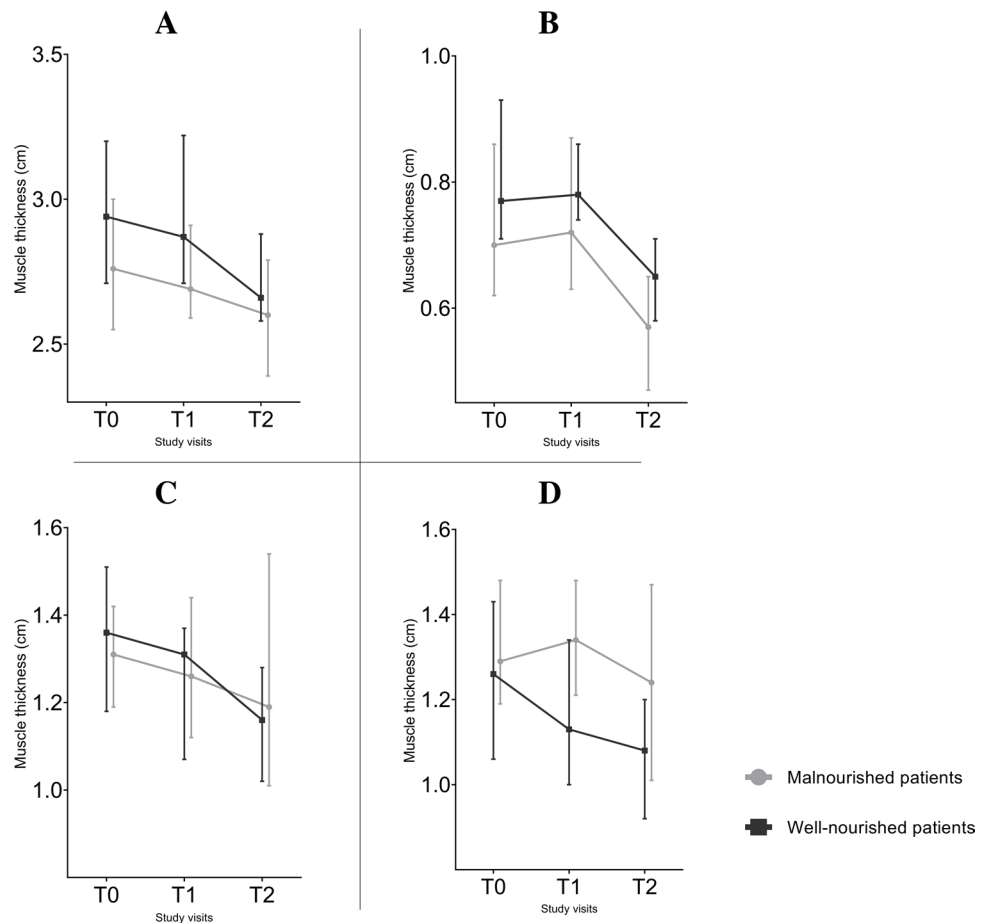 A
Muscle thickness (cm)
3.5
3.0
2.5
T0 T1 T2
Study visits
B
Muscle thickness (cm)
1.0
0.8
0.6
T0 T1 T2
Study visits
C
Muscle thickness (cm)
1.6
1.4
1.2
1.0
T0 T1 T2
Study visits
D
Muscle thickness (cm)
1.6
1.4
1.2
1.0
T0 T1 T2
Study visits
Malnourished patients
Well-nourished patients